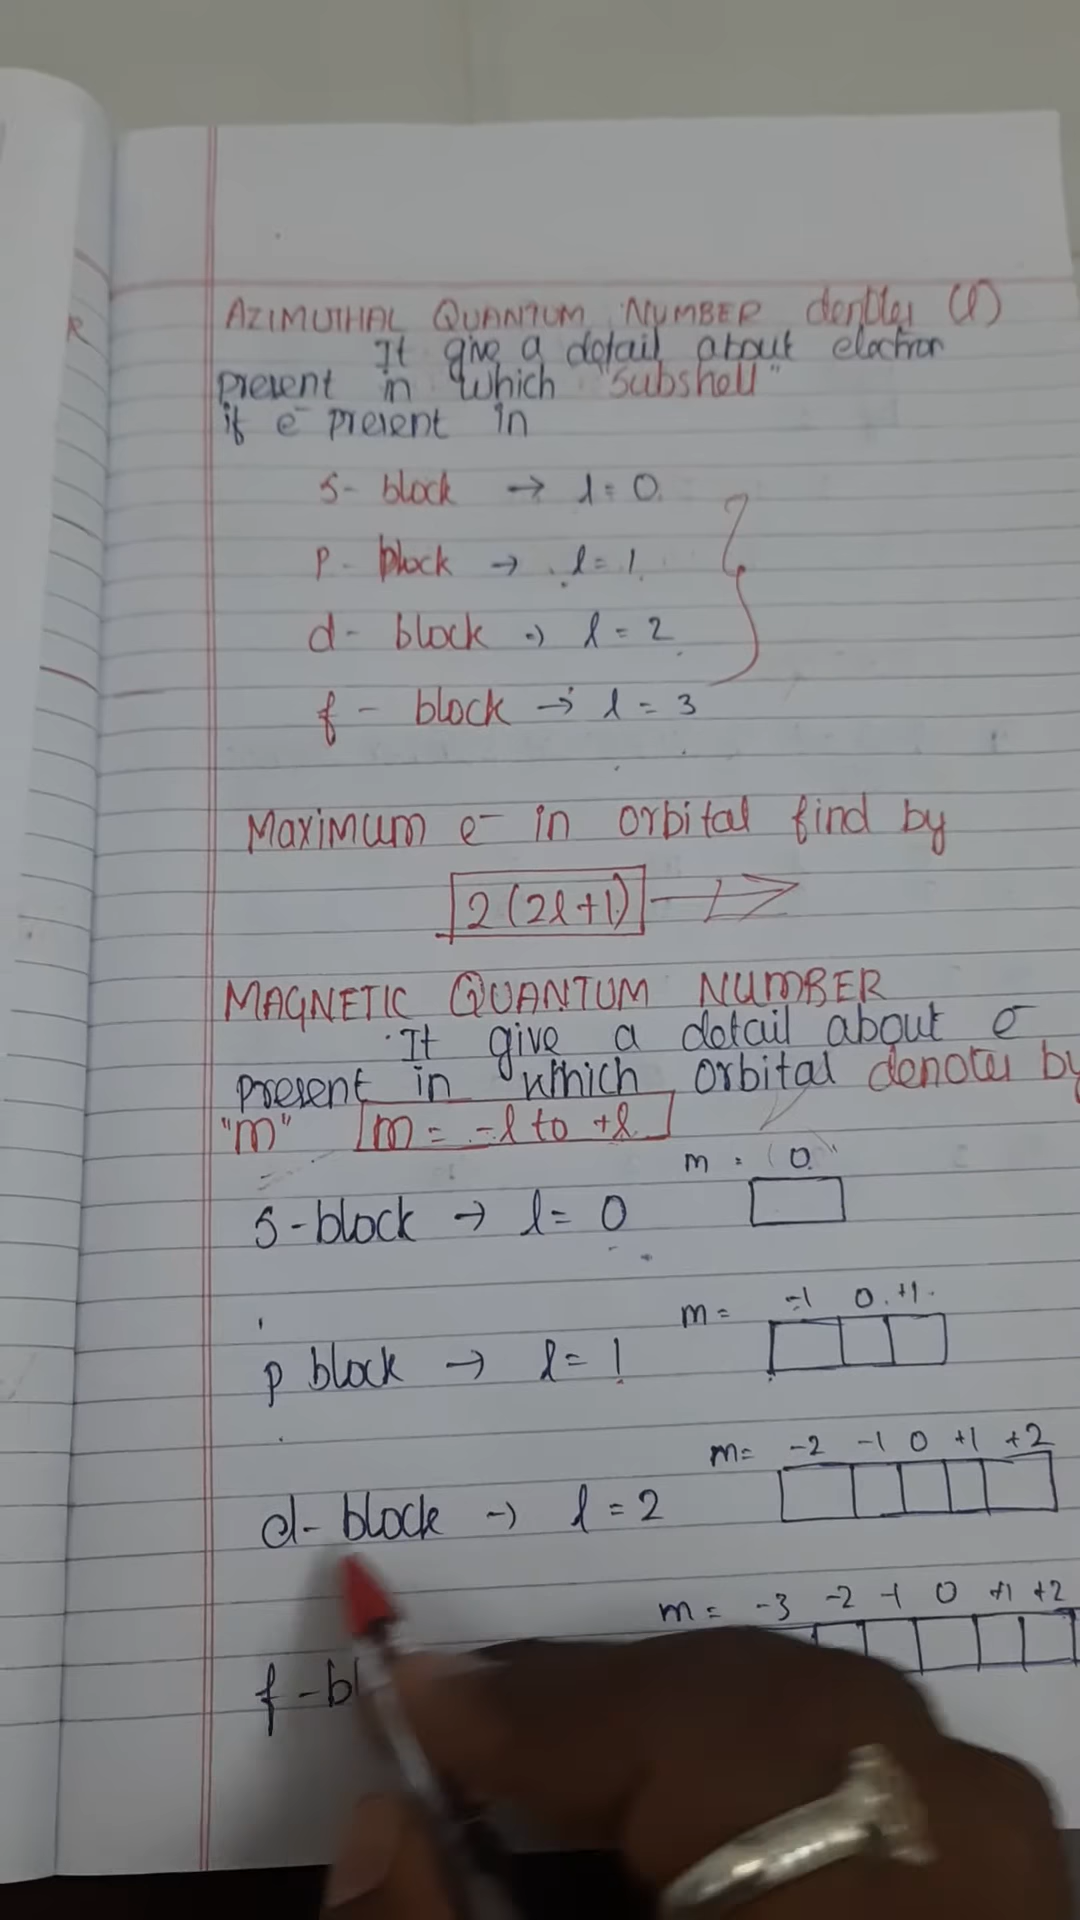 AZIMUTHAL QUANTUM NUMBER denotes (l)
It give a detail about electron
present in which "subshell"
if e⁻ present in
s- block → l = 0
p- block → l = 1
d- block → l = 2
f - block → l = 3
Maximum e⁻ in orbital find by
2 (2l+1)
MAGNETIC QUANTUM NUMBER
It give a detail about e⁻
present in which orbital denotes by
"m" m = -l to +l
m = 0
s-block → l = 0
m = -1 0 +1
p block → l = 1
m = -2 -1 0 +1 +2
d- block → l = 2
m = -3 -2 -1 0 +1 +2
f -bl